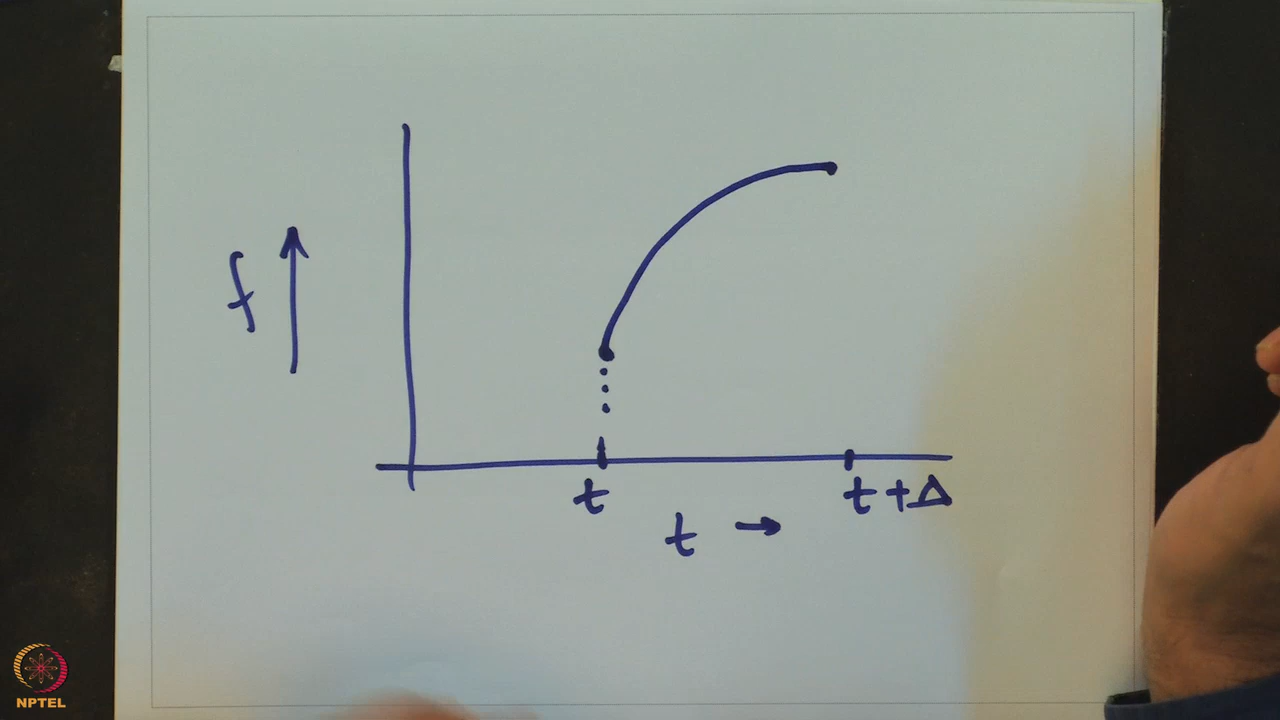 f
t
t + Δ
t →
NPTEL